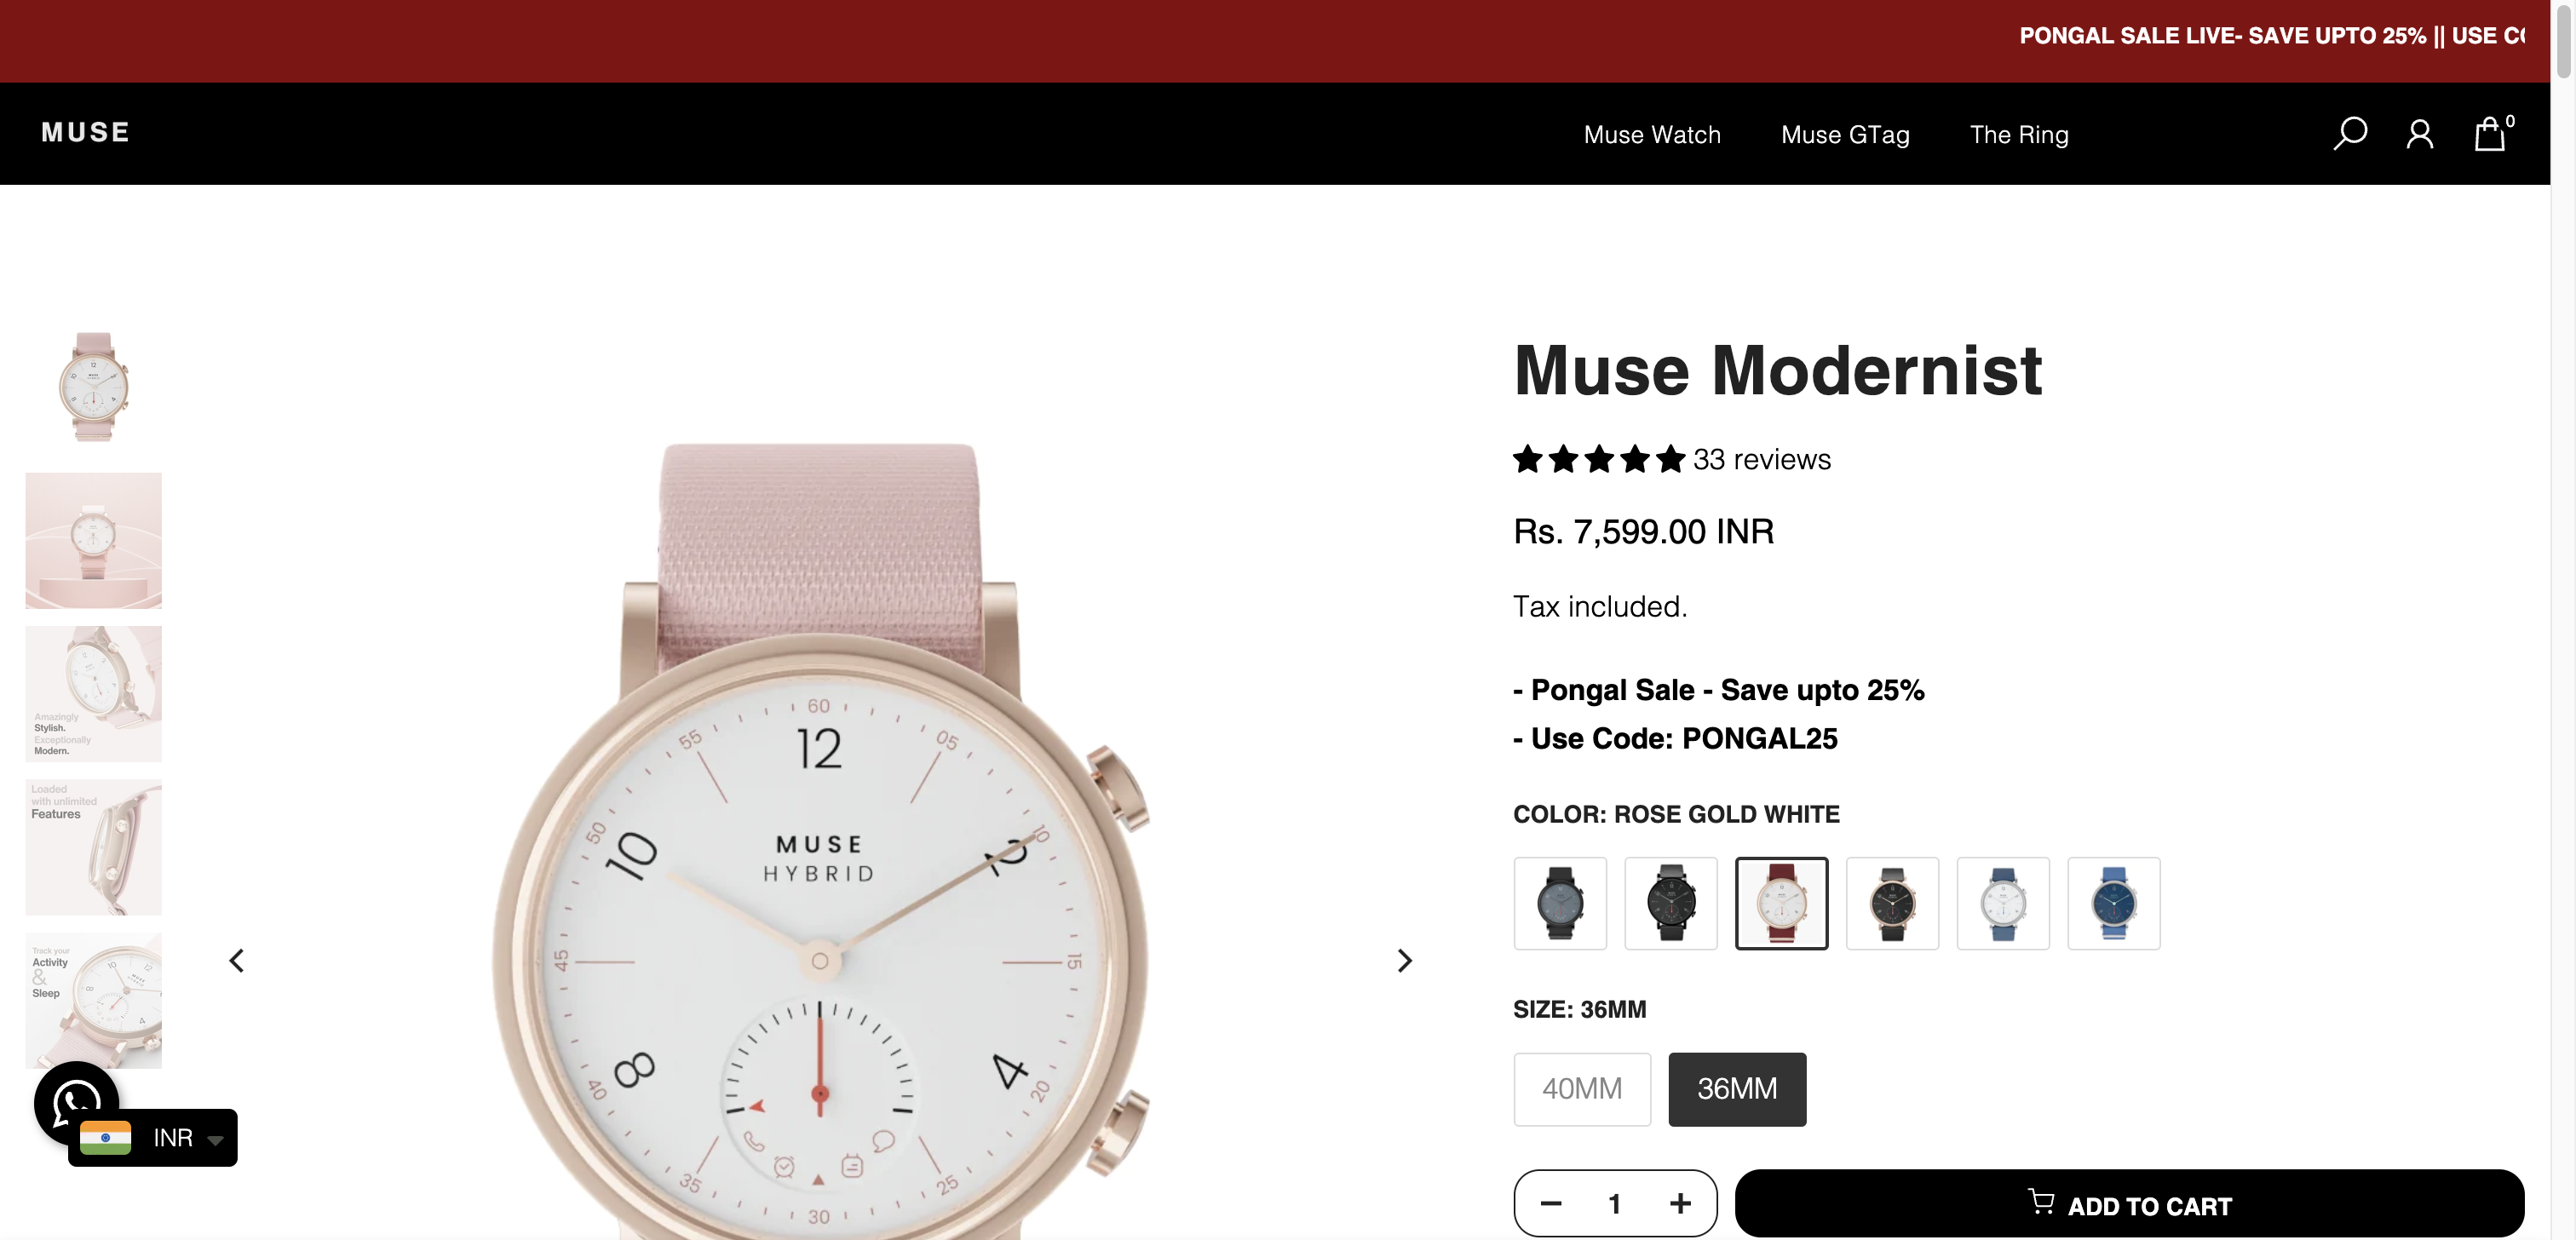 PONGAL SALE LIVE- SAVE UPTO 25% || USE
MUSE
Muse Watch
Muse GTag
The Ring
0
Amazingly
Stylish.
Exceptionally
Modern.
Loaded
with unlimited
Features
Track your
Activity
&
Sleep
INR
60
05
10
15
20
25
30
35
40
45
50
55
12
2
4
8
10
MUSE
HYBRID
Muse Modernist
33 reviews
Rs. 7,599.00 INR
Tax included.
- Pongal Sale - Save upto 25%
- Use Code: PONGAL25
COLOR: ROSE GOLD WHITE
SIZE: 36MM
40MM
36MM
1
ADD TO CART